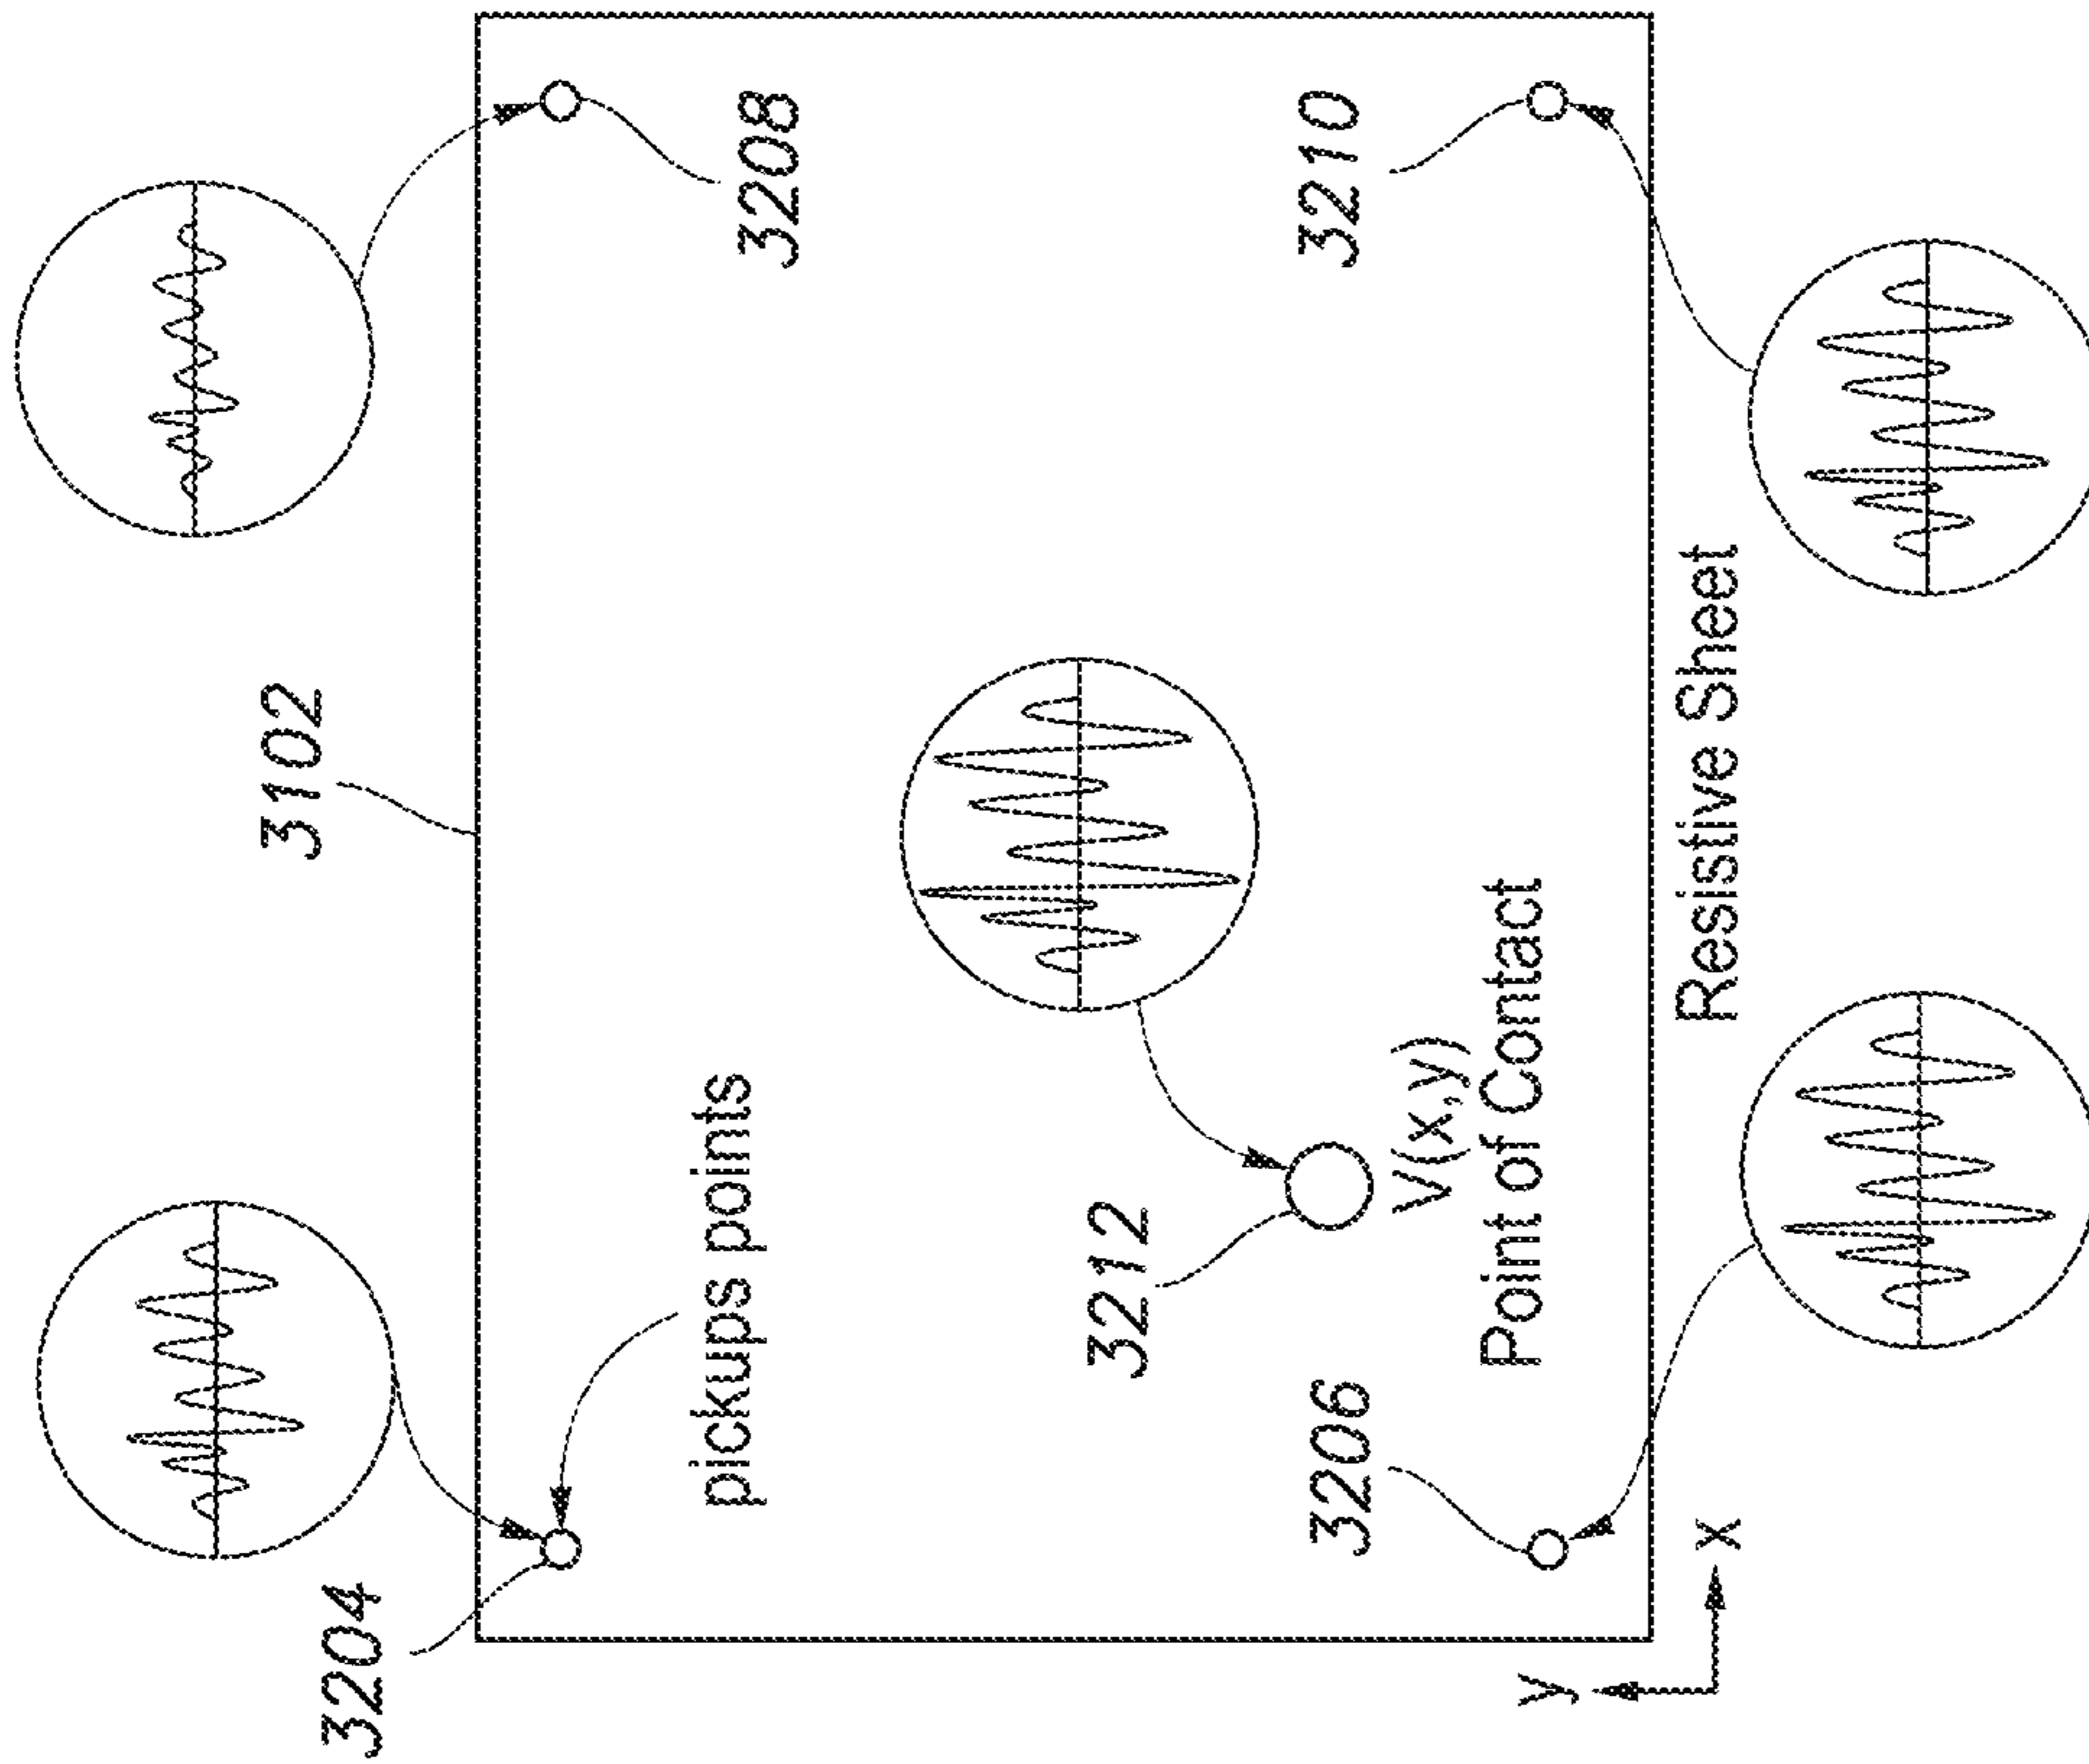 3204
3102
pickups points
3208
3212
3206
3210
V(x,y)
Point of Contact
y
x
Resistive Sheet